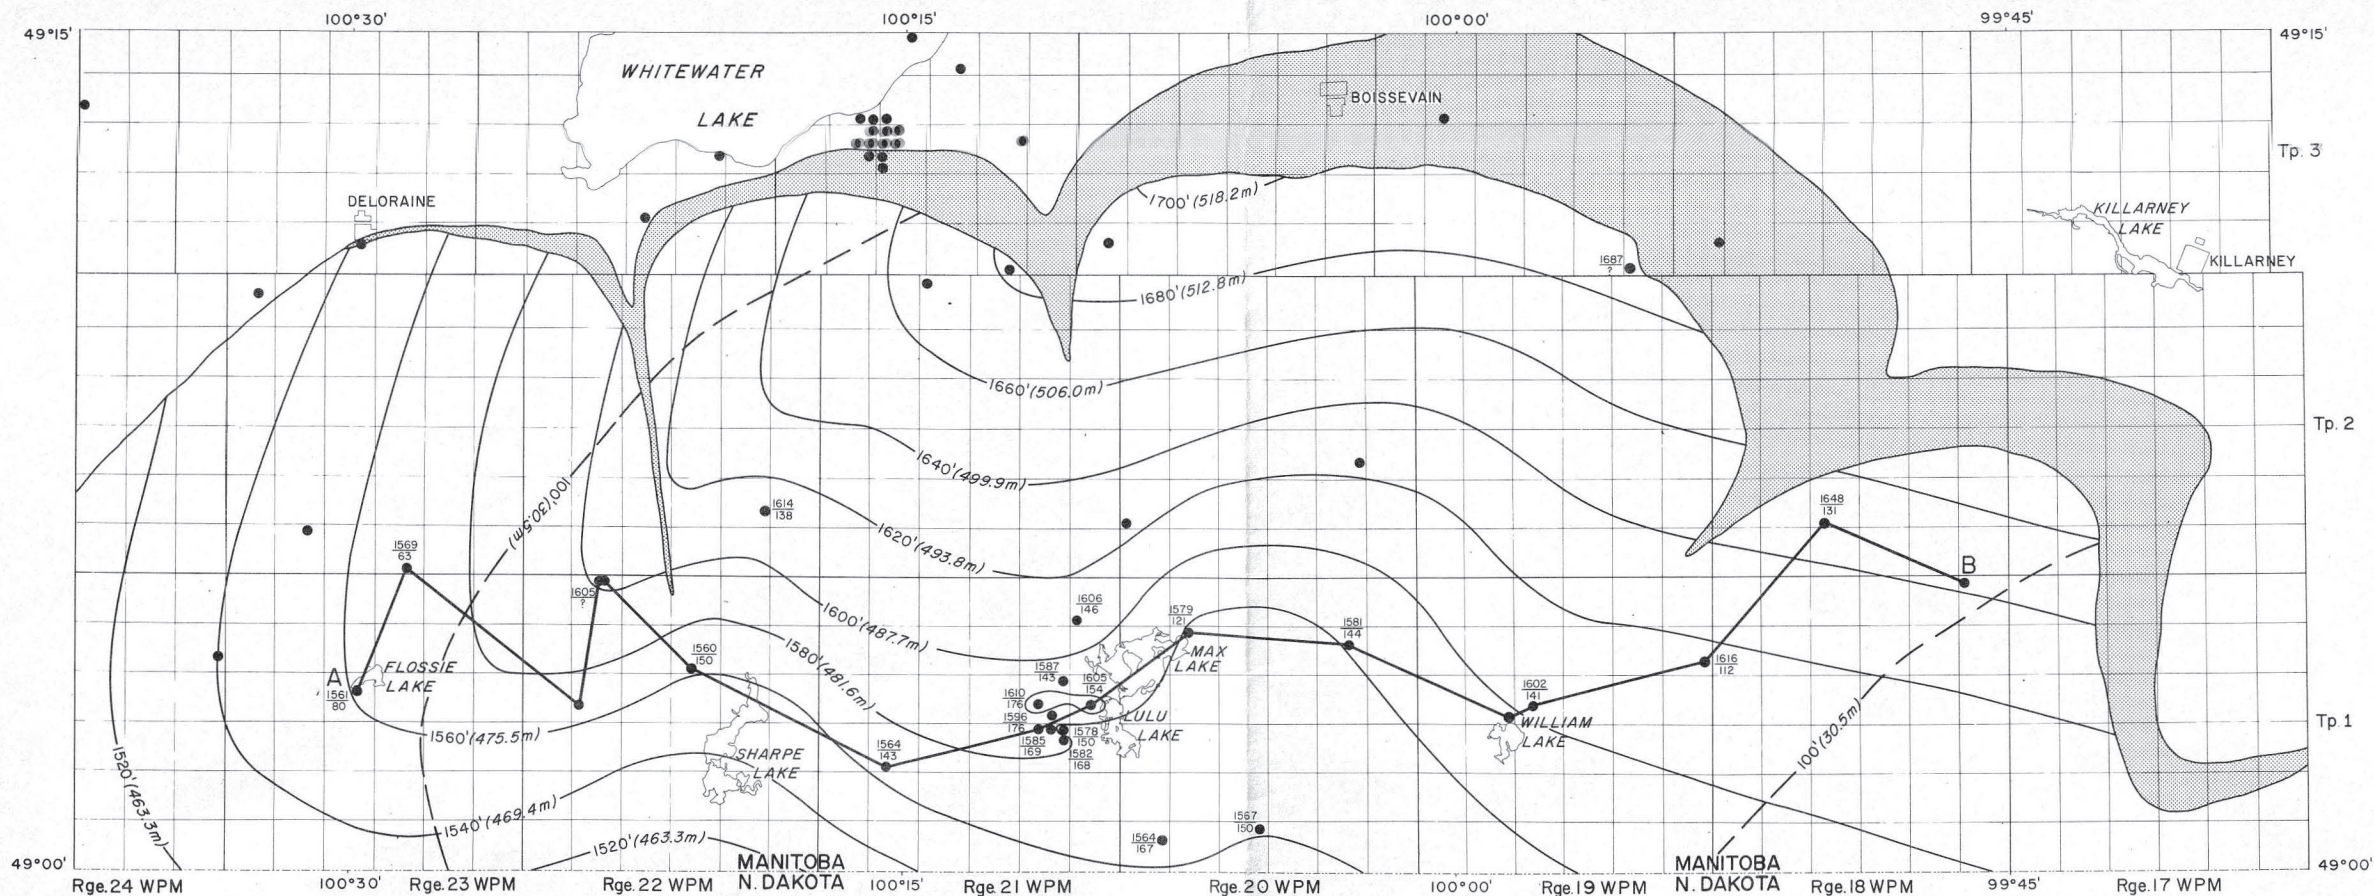 100°30' 100°15' 100°00' 99°45'
49°15' 49°15'
WHITEWATER
LAKE
BOISSEVAIN
Tp. 3
DELORAINE
1700' (518.2m)
KILLARNEY
LAKE
KILLARNEY
1687
?
1680' (512.8m)
1660' (506.0m)
Tp. 2
1640' (499.9m)
100' (30.5m)
1614
138
1648
131
1620' (493.8m)
1569
63
B
1605
?
1606
146
1579
121
1600' (487.7m)
1581
144
1560
150
1580' (481.6m)
MAX
LAKE
1616
112
A
FLOSSIE
LAKE
1561
80
1587
143
1605
154
1610
176
1602
141
1596
176
LULU
LAKE
1585
169
1578
150
1582
168
WILLIAM
LAKE
100' (30.5m)
Tp. 1
1560' (475.5m)
1564
143
SHARPE
LAKE
1520' (463.3m)
1540' (469.4m)
1520' (463.3m)
1564
167
1567
150
49°00' 49°00'
MANITOBA
N. DAKOTA
MANITOBA
N. DAKOTA
Rge. 24 WPM 100°30' Rge. 23 WPM Rge. 22 WPM 100°15' Rge. 21 WPM Rge. 20 WPM 100°00' Rge. 19 WPM Rge. 18 WPM 99°45' Rge. 17 WPM